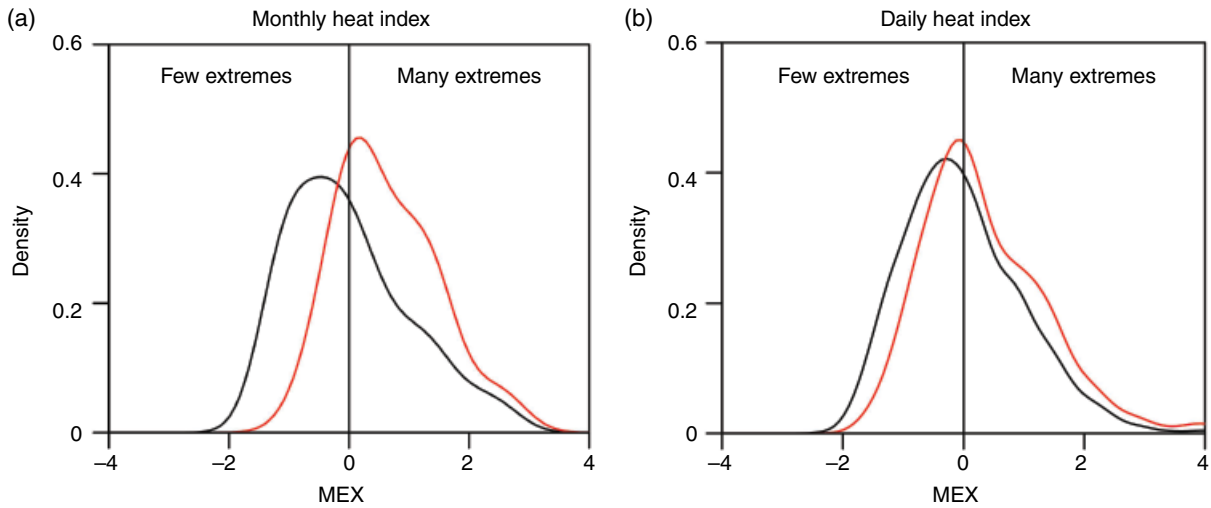 (a)
Monthly heat index
0.6
0.4
0.2
0
Density
Few extremes
Many extremes
–4
–2
0
2
4
MEX
(b)
Daily heat index
0.6
0.4
0.2
0
Density
Few extremes
Many extremes
–4
–2
0
2
4
MEX